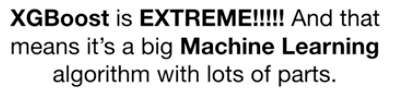 XGBoost is EXTREME!!!!! And that
means it's a big Machine Learning
algorithm with lots of parts.